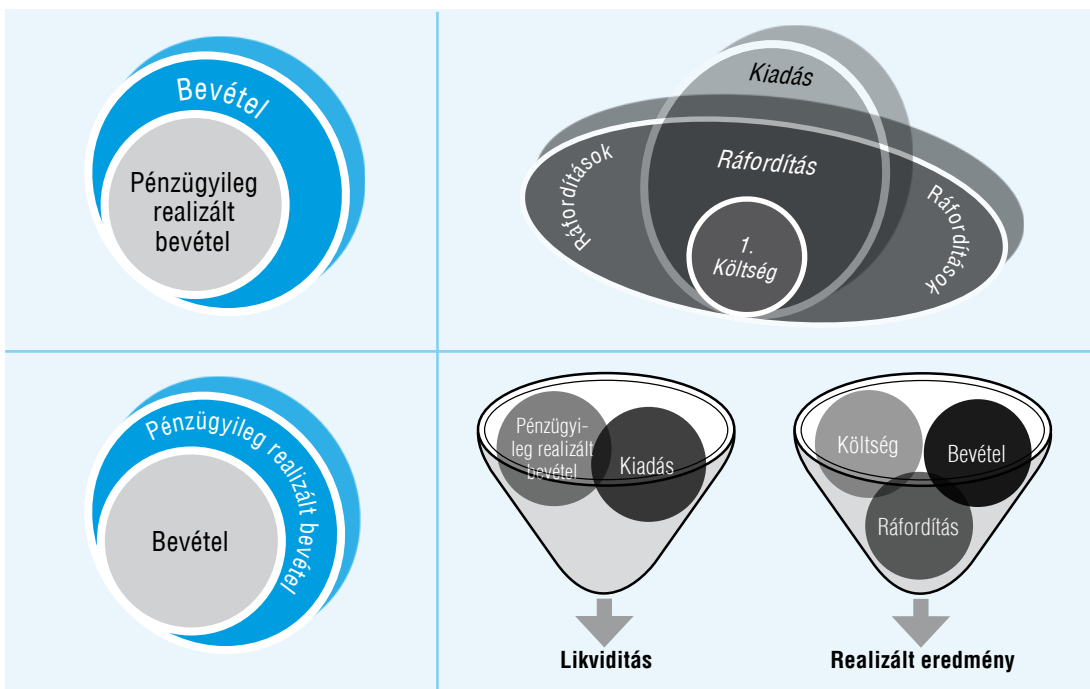 Bevétel
Pénzügyileg
realizált
bevétel
Kiadás
Ráfordítások
Ráfordítás
Ráfordítások
1.
Költség
Pénzügyileg realizált bevétel
Bevétel
Pénzügyi-
leg realizált
bevétel
Kiadás
Likviditás
Költség
Bevétel
Ráfordítás
Realizált eredmény